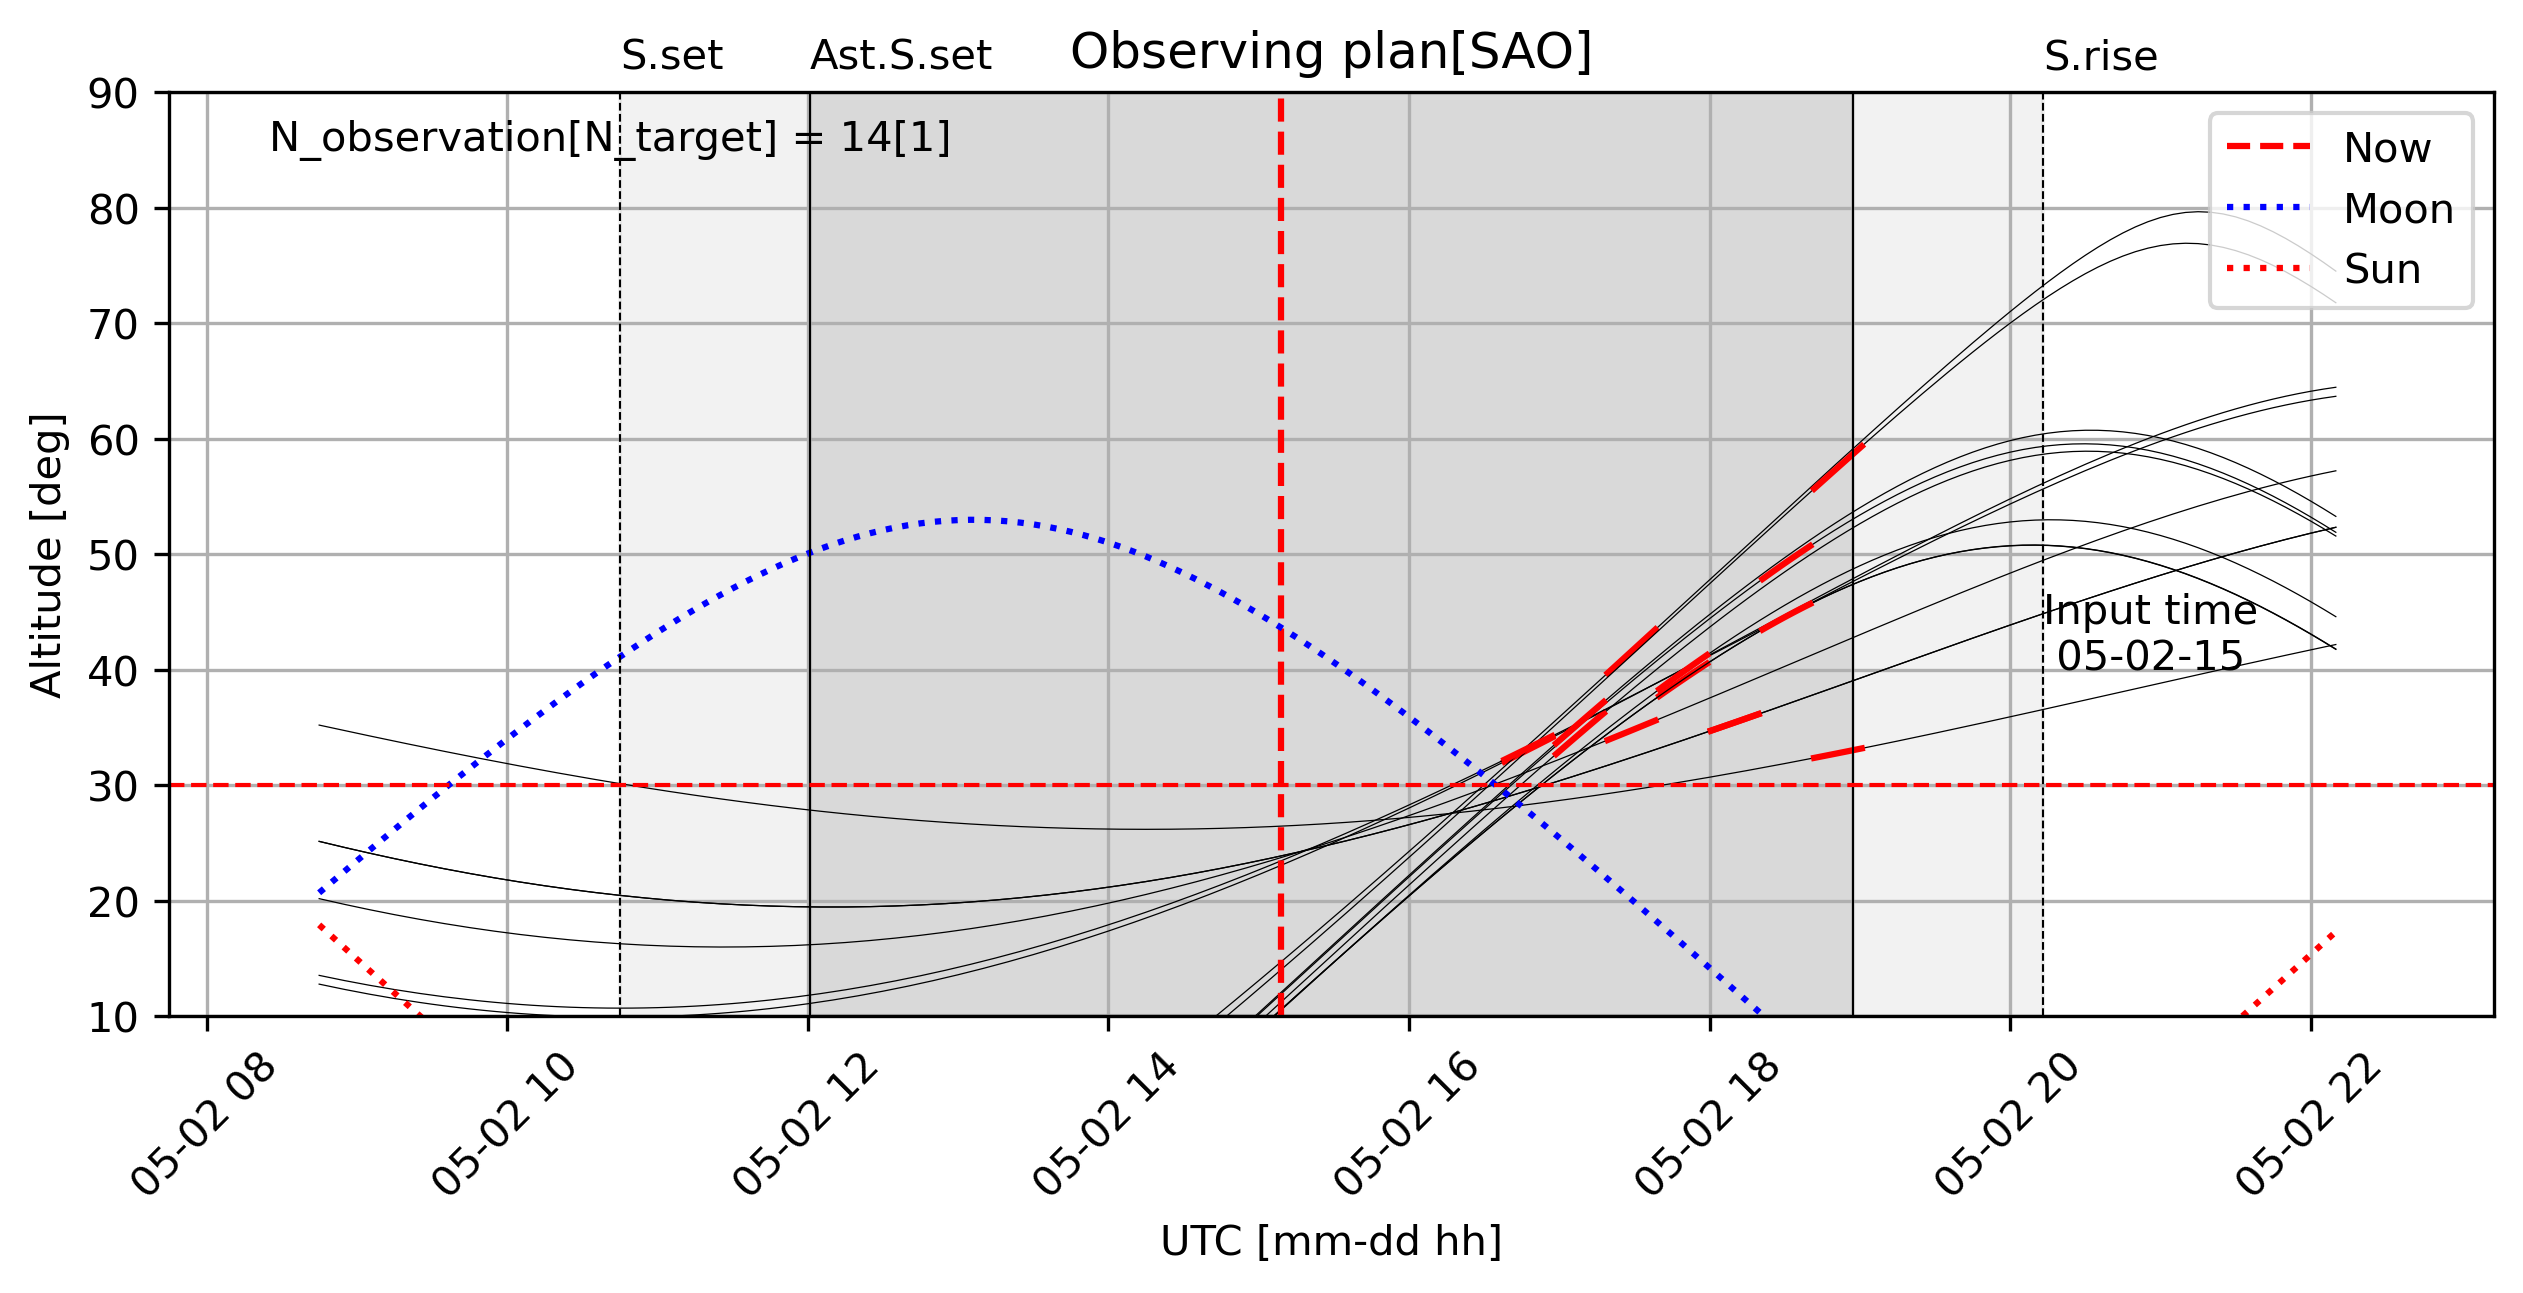 S.set
Ast.S.set
Observing plan[SAO]
S.rise
N_observation[N_target] = 14[1]
Now
Moon
Sun
Altitude [deg]
90
80
70
60
50
40
30
20
10
Input time
05-02-15
05-02 08
05-02 10
05-02 12
05-02 14
05-02 16
05-02 18
05-02 20
05-02 22
UTC [mm-dd hh]